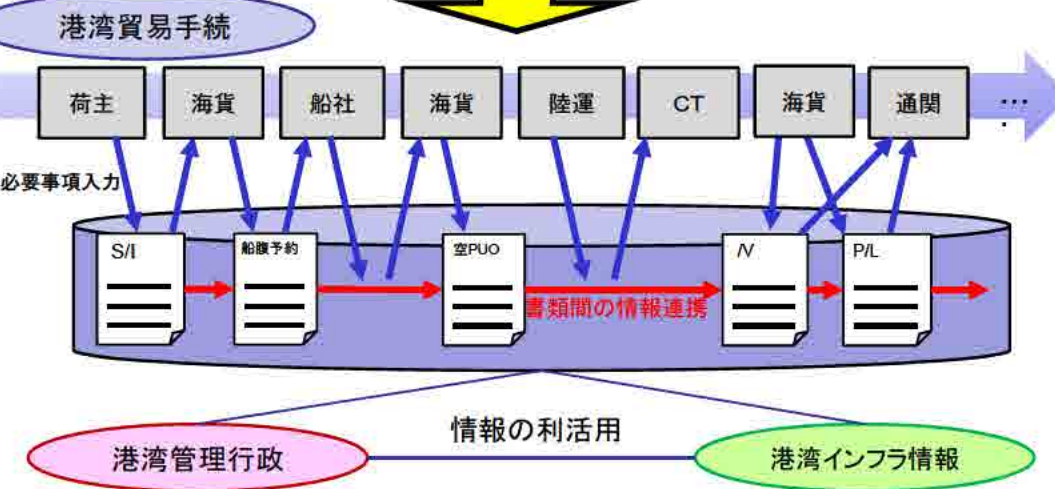 港湾貿易手続
荷主
海貨
船社
海貨
陸運
CT
海貨
通関
…
必要事項入力
S/I
船腹予約
空PUO
/V
P/L
書類間の情報連携
情報の利活用
港湾管理行政
港湾インフラ情報